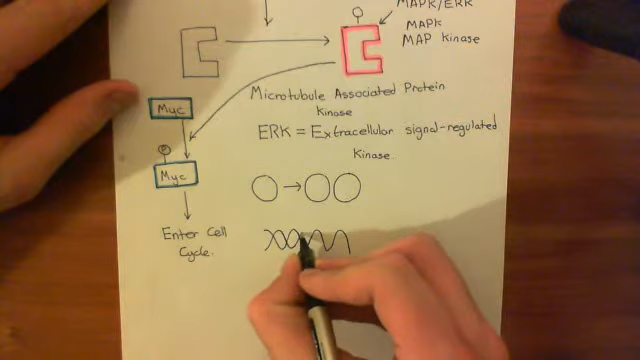 MAPK/ERK
MAPK
MAP Kinase
Microtubule Associated Protein
Kinase
ERK = Extracellular signal-regulated
Kinase
Myc
P
Myc
Enter Cell
Cycle.